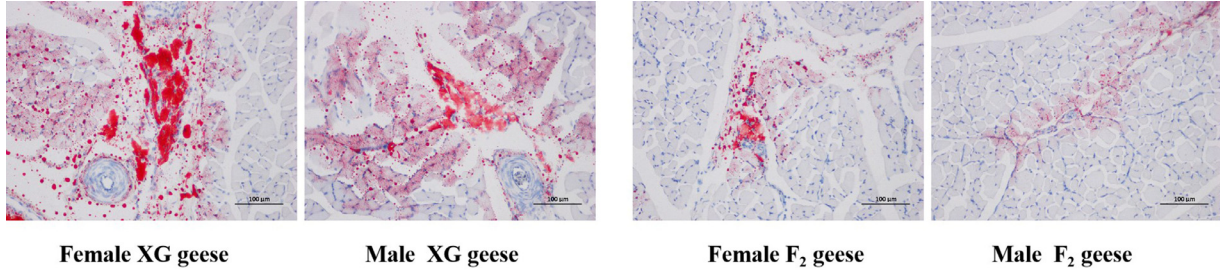 100 µm
100 µm
100 µm
100 µm
Female XG geese
Male XG geese
Female F₂ geese
Male F₂ geese